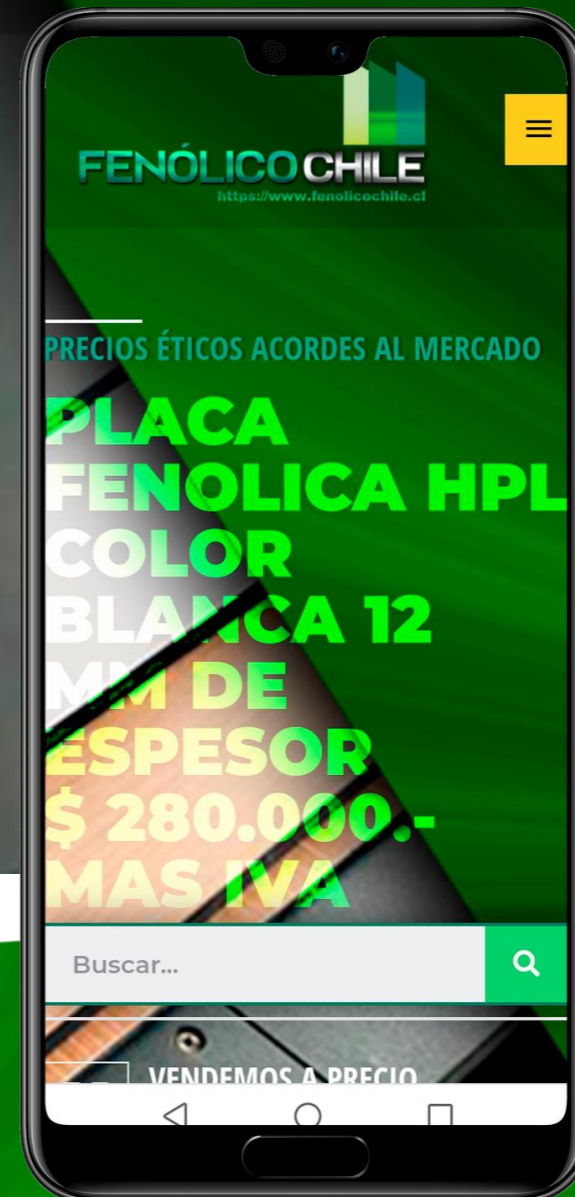 FENÓLICO CHILE
https://www.fenolicochile.cl
PRECIOS ÉTICOS ACORDES AL MERCADO
PLACA
FENOLICA HPL
COLOR
BLANCA 12
MM DE
ESPESOR
$ 280.000.-
MAS IVA
Buscar...
VENDEMOS A PRECIO